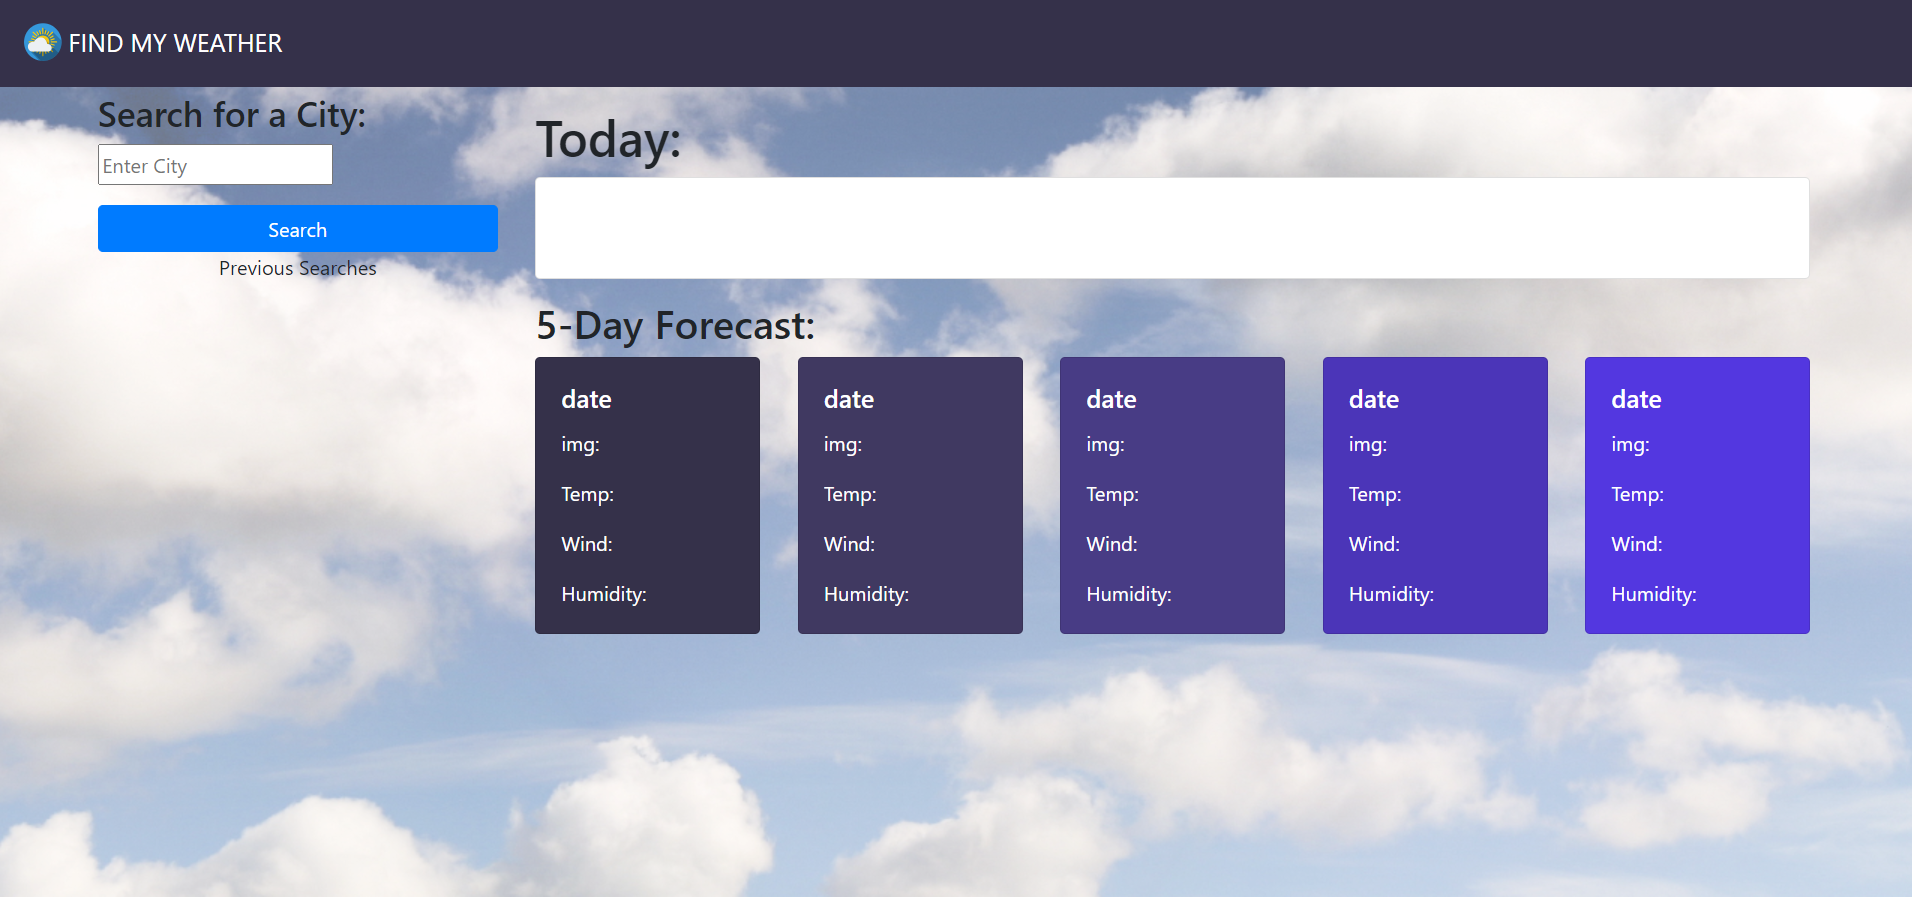 FIND MY WEATHER
Search for a City:
Enter City
Search
Previous Searches
Today:
5-Day Forecast:
date
img:
Temp:
Wind:
Humidity:
date
img:
Temp:
Wind:
Humidity:
date
img:
Temp:
Wind:
Humidity:
date
img:
Temp:
Wind:
Humidity:
date
img:
Temp:
Wind:
Humidity: